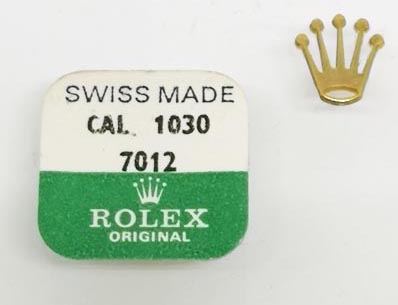 SWISS MADE
CAL. 1030
7012
ROLEX
ORIGINAL